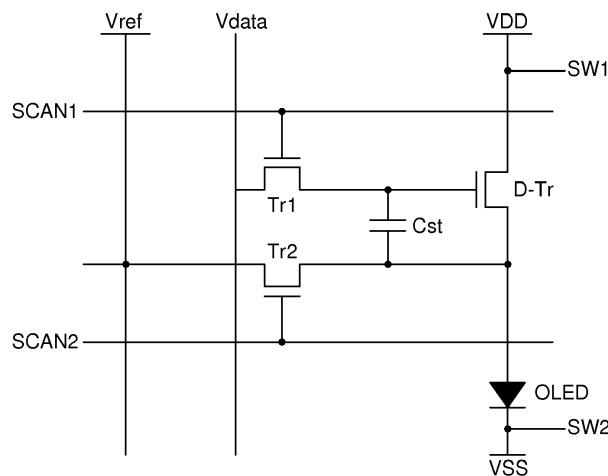 Vref Vdata VDD
SW1
SCAN1
D-Tr
Tr1
Cst
Tr2
SCAN2
OLED
SW2
VSS